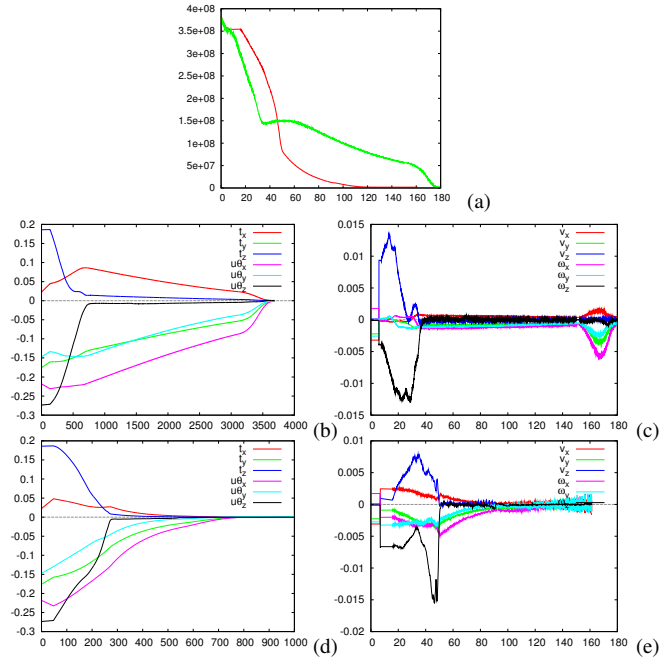 4e+08
3.5e+08
3e+08
2.5e+08
2e+08
1.5e+08
1e+08
5e+07
0
0 20 40 60 80 100 120 140 160 180
(a)
0.2
0.15
0.1
0.05
0
-0.05
-0.1
-0.15
-0.2
-0.25
-0.3
0 500 1000 1500 2000 2500 3000 3500 4000
t_x
t_y
t_z
uθ_x
uθ_y
uθ_z
(b)
0.015
0.01
0.005
0
-0.005
-0.01
-0.015
0 20 40 60 80 100 120 140 160 180
v_x
v_y
v_z
ω_x
ω_y
ω_z
(c)
0.2
0.15
0.1
0.05
0
-0.05
-0.1
-0.15
-0.2
-0.25
-0.3
0 100 200 300 400 500 600 700 800 900 1000
t_x
t_y
t_z
uθ_x
uθ_y
uθ_z
(d)
0.01
0.005
0
-0.005
-0.01
-0.015
-0.02
0 20 40 60 80 100 120 140 160 180
v_x
v_y
v_z
ω_x
(e)